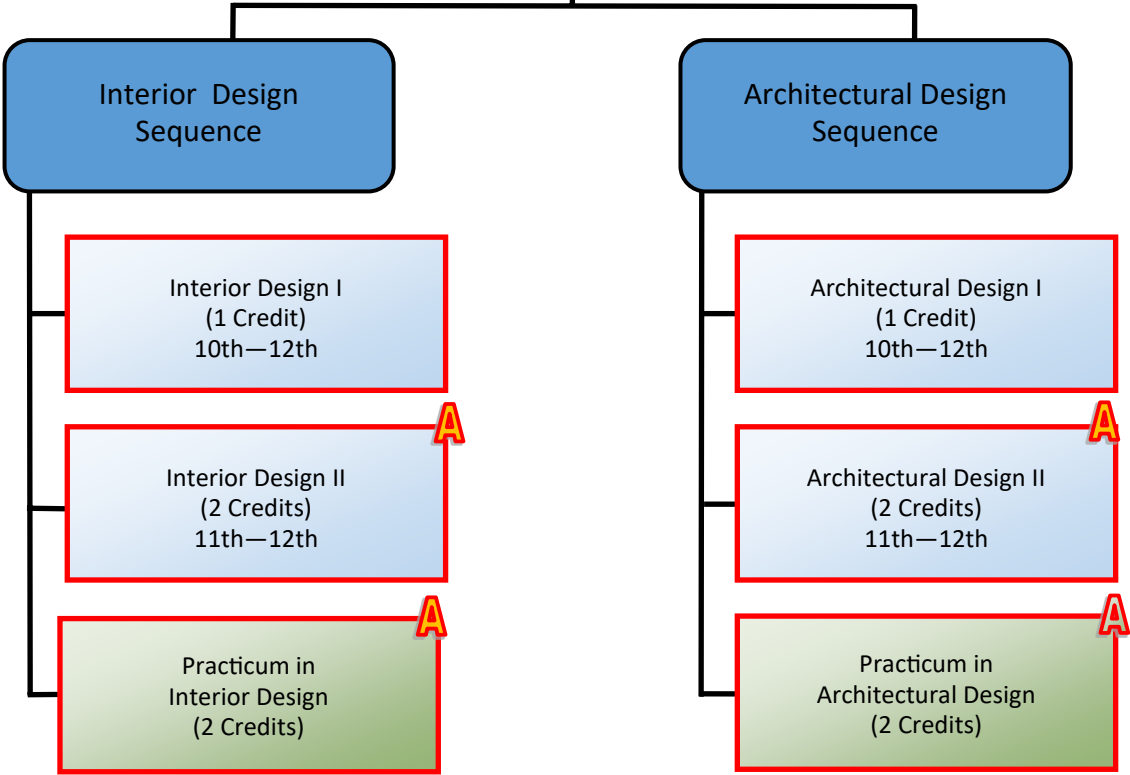 Interior Design
Sequence
Interior Design I
(1 Credit)
10th—12th
A
Interior Design II
(2 Credits)
11th—12th
A
Practicum in
Interior Design
(2 Credits)
Architectural Design
Sequence
Architectural Design I
(1 Credit)
10th—12th
A
Architectural Design II
(2 Credits)
11th—12th
A
Practicum in
Architectural Design
(2 Credits)